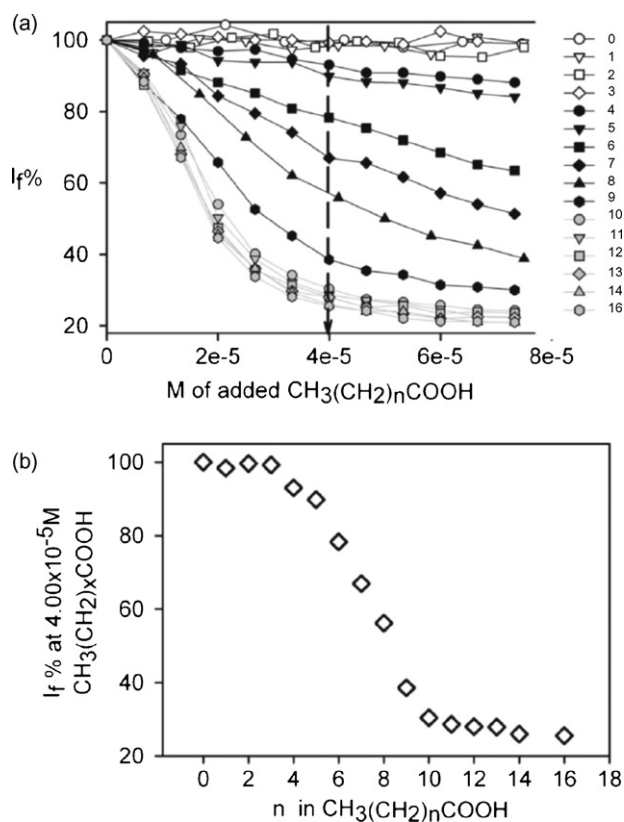 (a)
100
80
60
40
20
If%
0
2e-5
4e-5
6e-5
8e-5
M of added CH3(CH2)nCOOH
0
1
2
3
4
5
6
7
8
9
10
11
12
13
14
16
(b)
100
80
60
40
20
If % at 4.00x10-5M
CH3(CH2)xCOOH
0 2 4 6 8 10 12 14 16 18
n in CH3(CH2)nCOOH